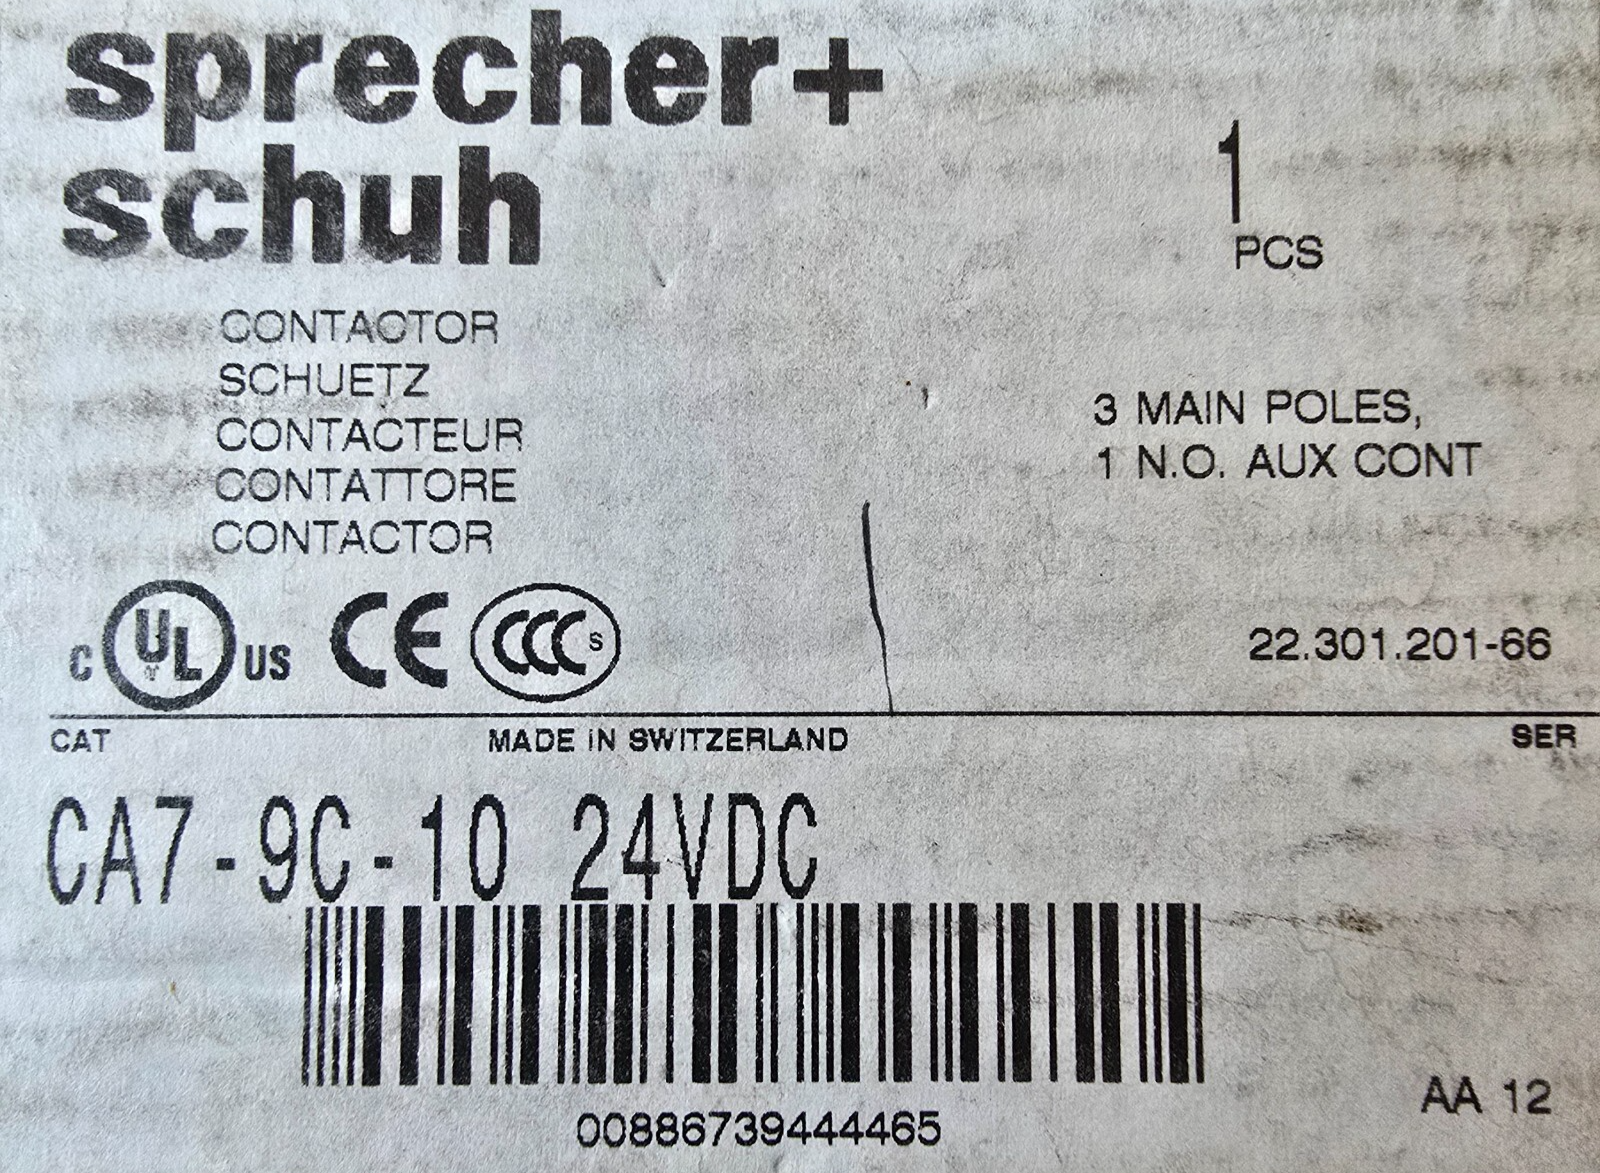 sprecher+
schuh
1
PCS
CONTACTOR
SCHUETZ
CONTACTEUR
CONTATTORE
CONTACTOR
3 MAIN POLES,
1 N.O. AUX CONT
C UL US CE CCC S
22.301.201-66
CAT MADE IN SWITZERLAND SER
CA7-9C-10 24VDC
00886739444465
AA 12